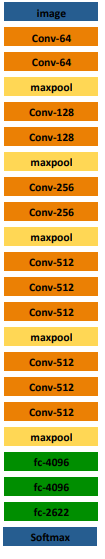 image
Conv-64
Conv-64
maxpool
Conv-128
Conv-128
maxpool
Conv-256
Conv-256
maxpool
Conv-512
Conv-512
Conv-512
maxpool
Conv-512
Conv-512
Conv-512
maxpool
fc-4096
fc-4096
fc-2622
Softmax